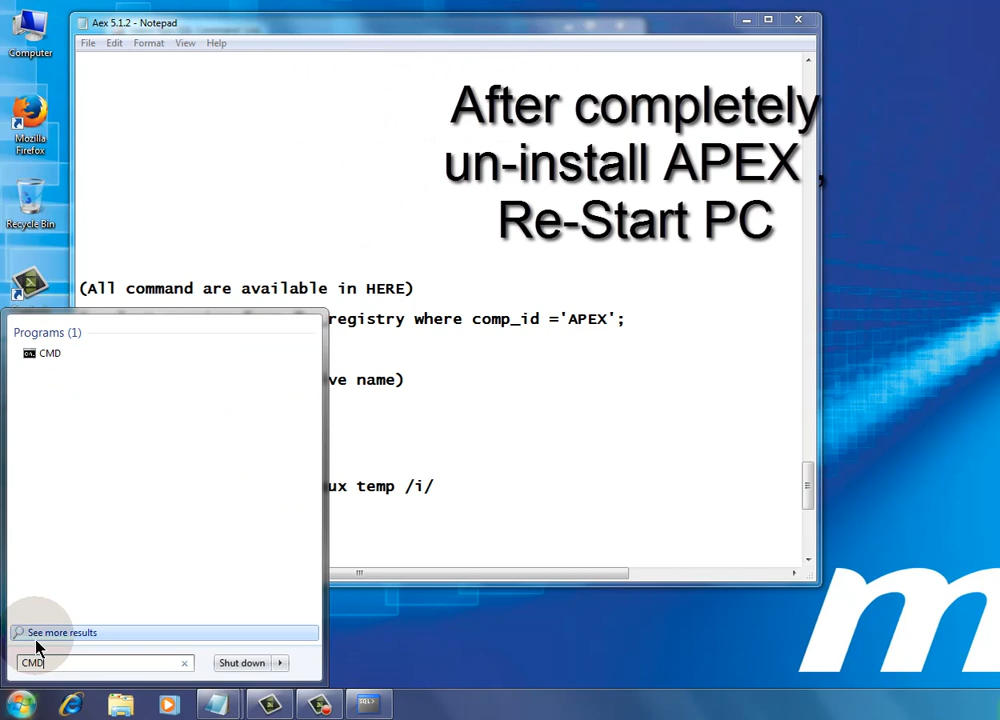 Computer
Mozilla
Firefox
Recycle Bin
Aex 5.1.2 - Notepad
File Edit Format View Help
After completely
un-install APEX ,
Re-Start PC
(All command are available in HERE)
registry where comp_id ='APEX';
ve name)
ux temp /i/
Programs (1)
CMD
See more results
CMD
Shut down
SQL>
m